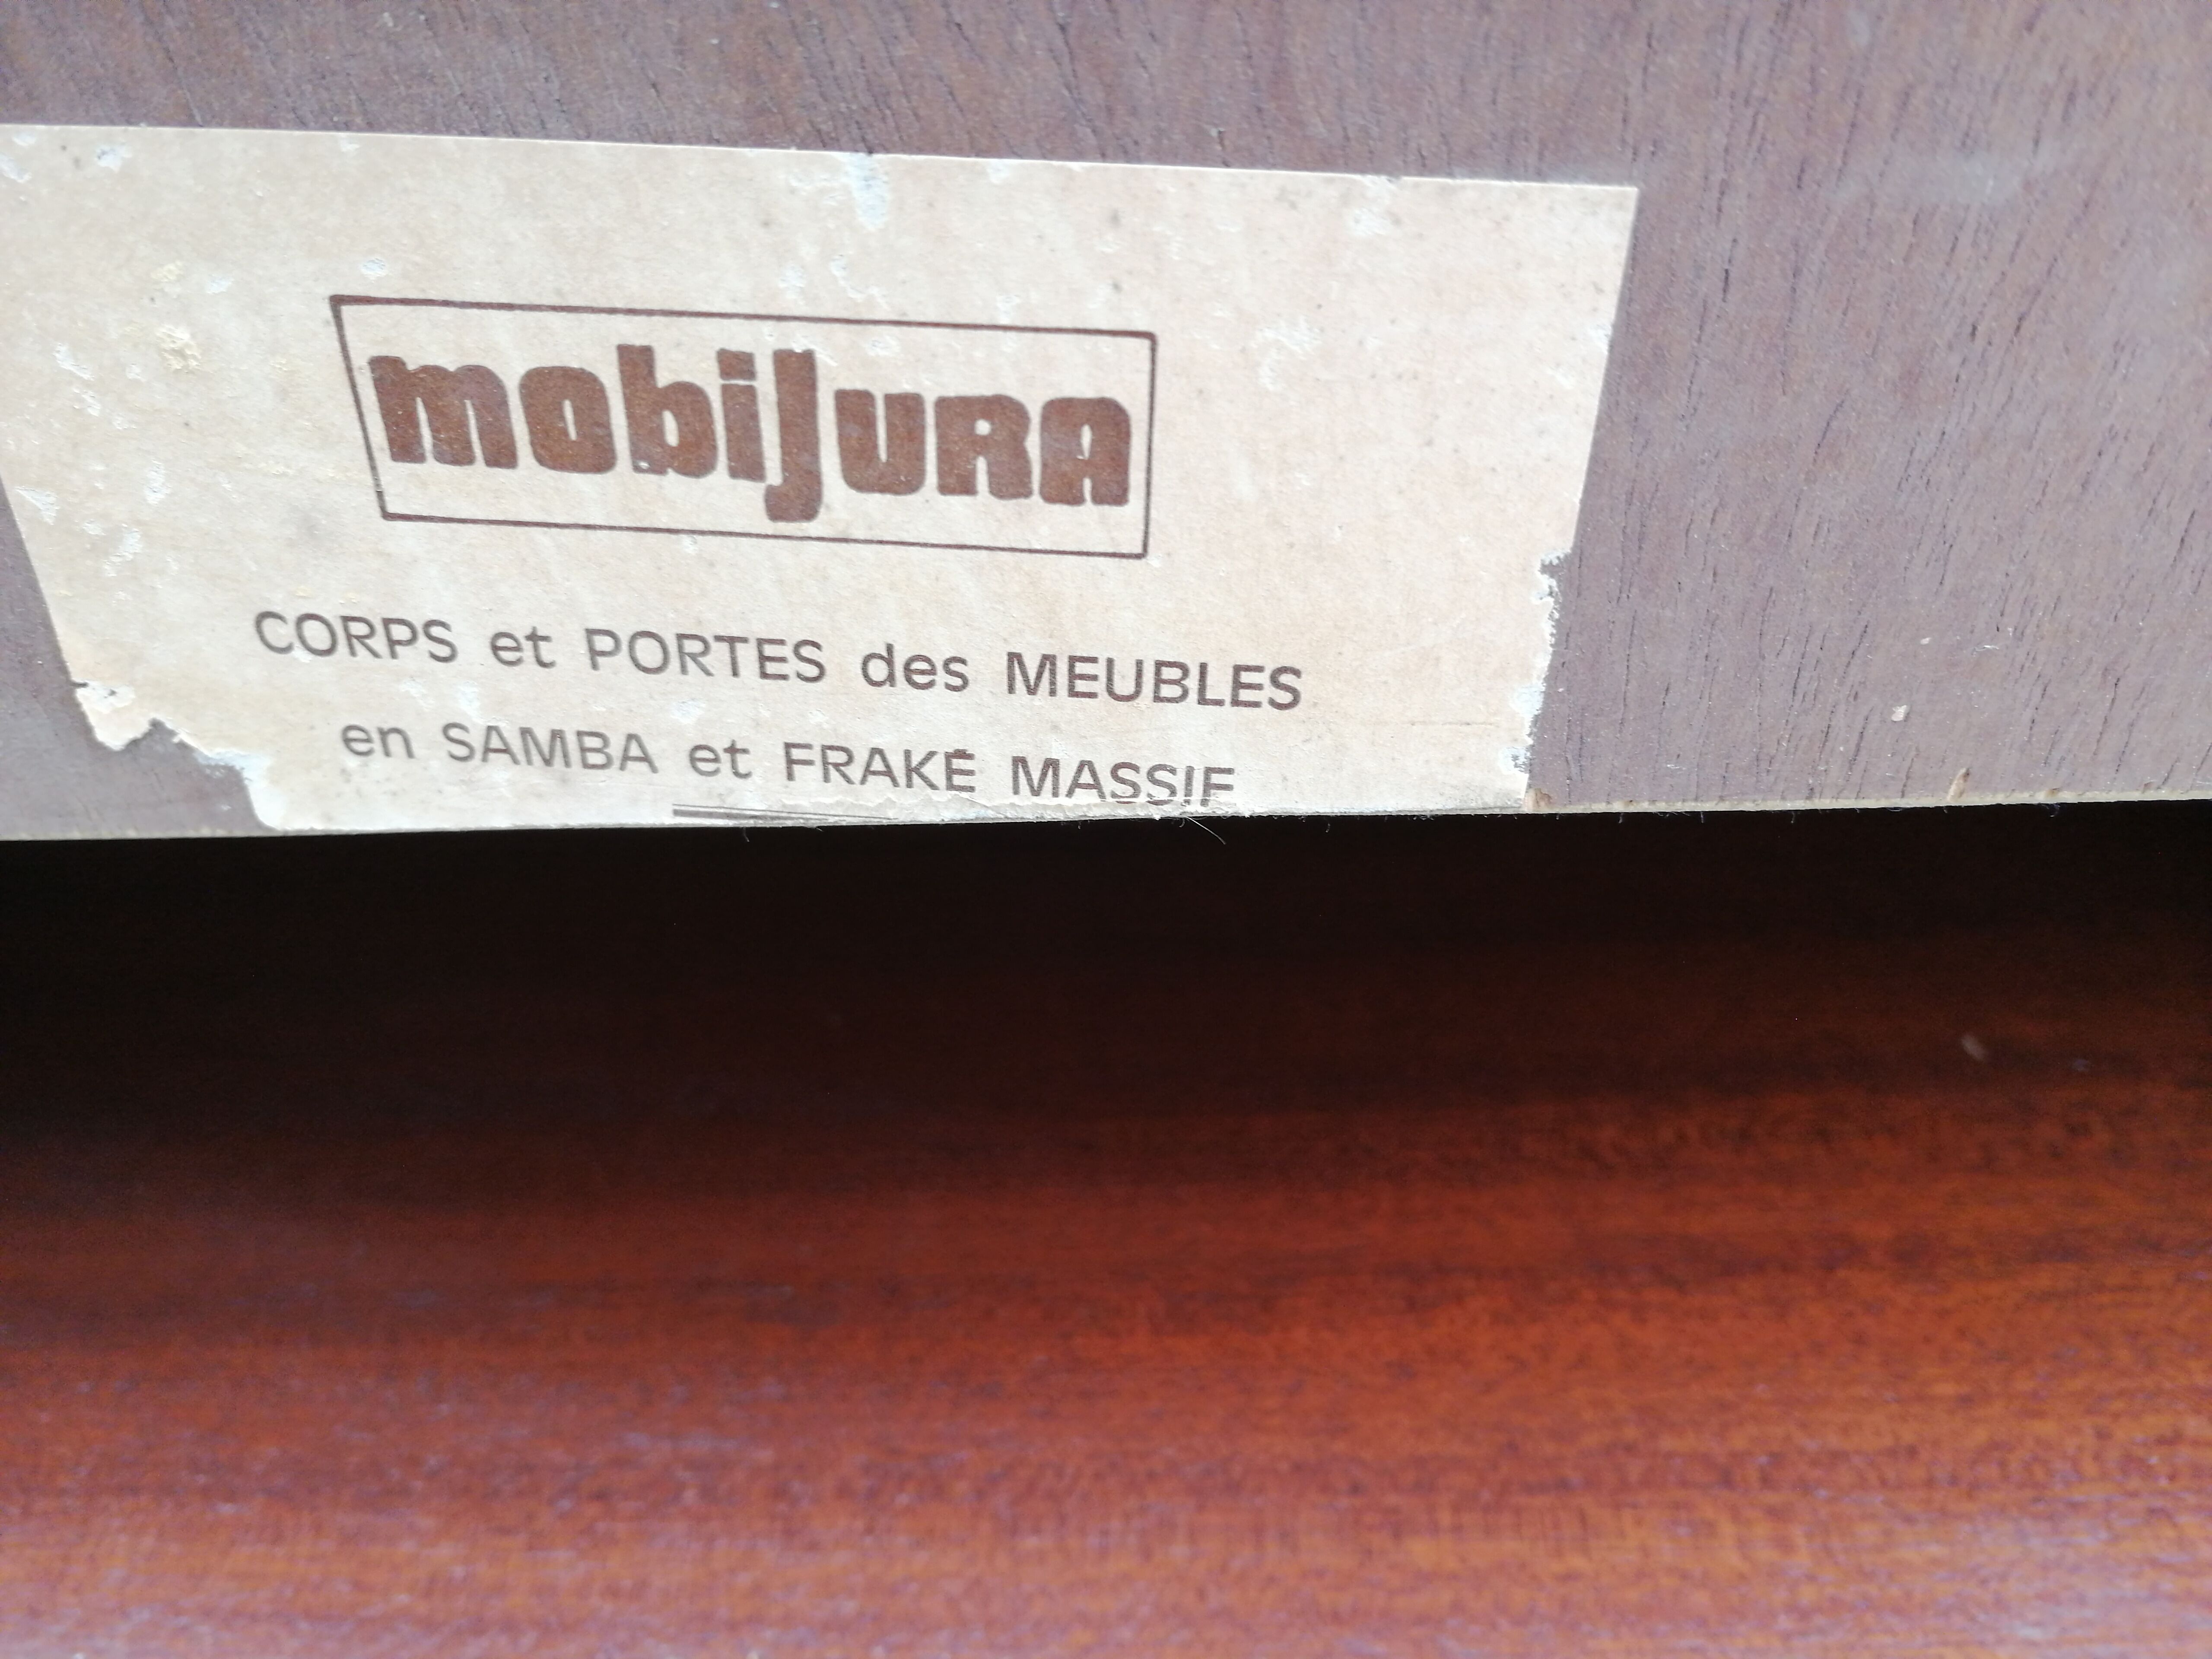 mobiJURA
CORPS et PORTES des MEUBLES
en SAMBA et FRAKÉ MASSIF